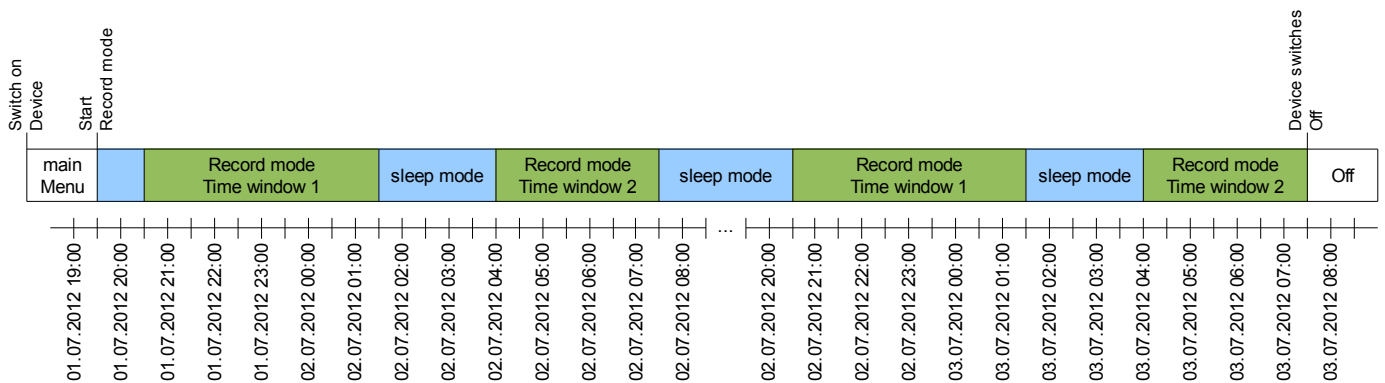 Switch on
Device
Start
Record mode
Device switches
Off
main
Menu
Record mode
Time window 1
sleep mode
Record mode
Time window 2
sleep mode
Record mode
Time window 1
sleep mode
Record mode
Time window 2
Off
...
01.07.2012 19:00
01.07.2012 20:00
01.07.2012 21:00
01.07.2012 22:00
01.07.2012 23:00
02.07.2012 00:00
02.07.2012 01:00
02.07.2012 02:00
02.07.2012 03:00
02.07.2012 04:00
02.07.2012 05:00
02.07.2012 06:00
02.07.2012 07:00
02.07.2012 08:00
02.07.2012 20:00
02.07.2012 21:00
02.07.2012 22:00
02.07.2012 23:00
03.07.2012 00:00
03.07.2012 01:00
03.07.2012 02:00
03.07.2012 03:00
03.07.2012 04:00
03.07.2012 05:00
03.07.2012 06:00
03.07.2012 07:00
03.07.2012 08:00